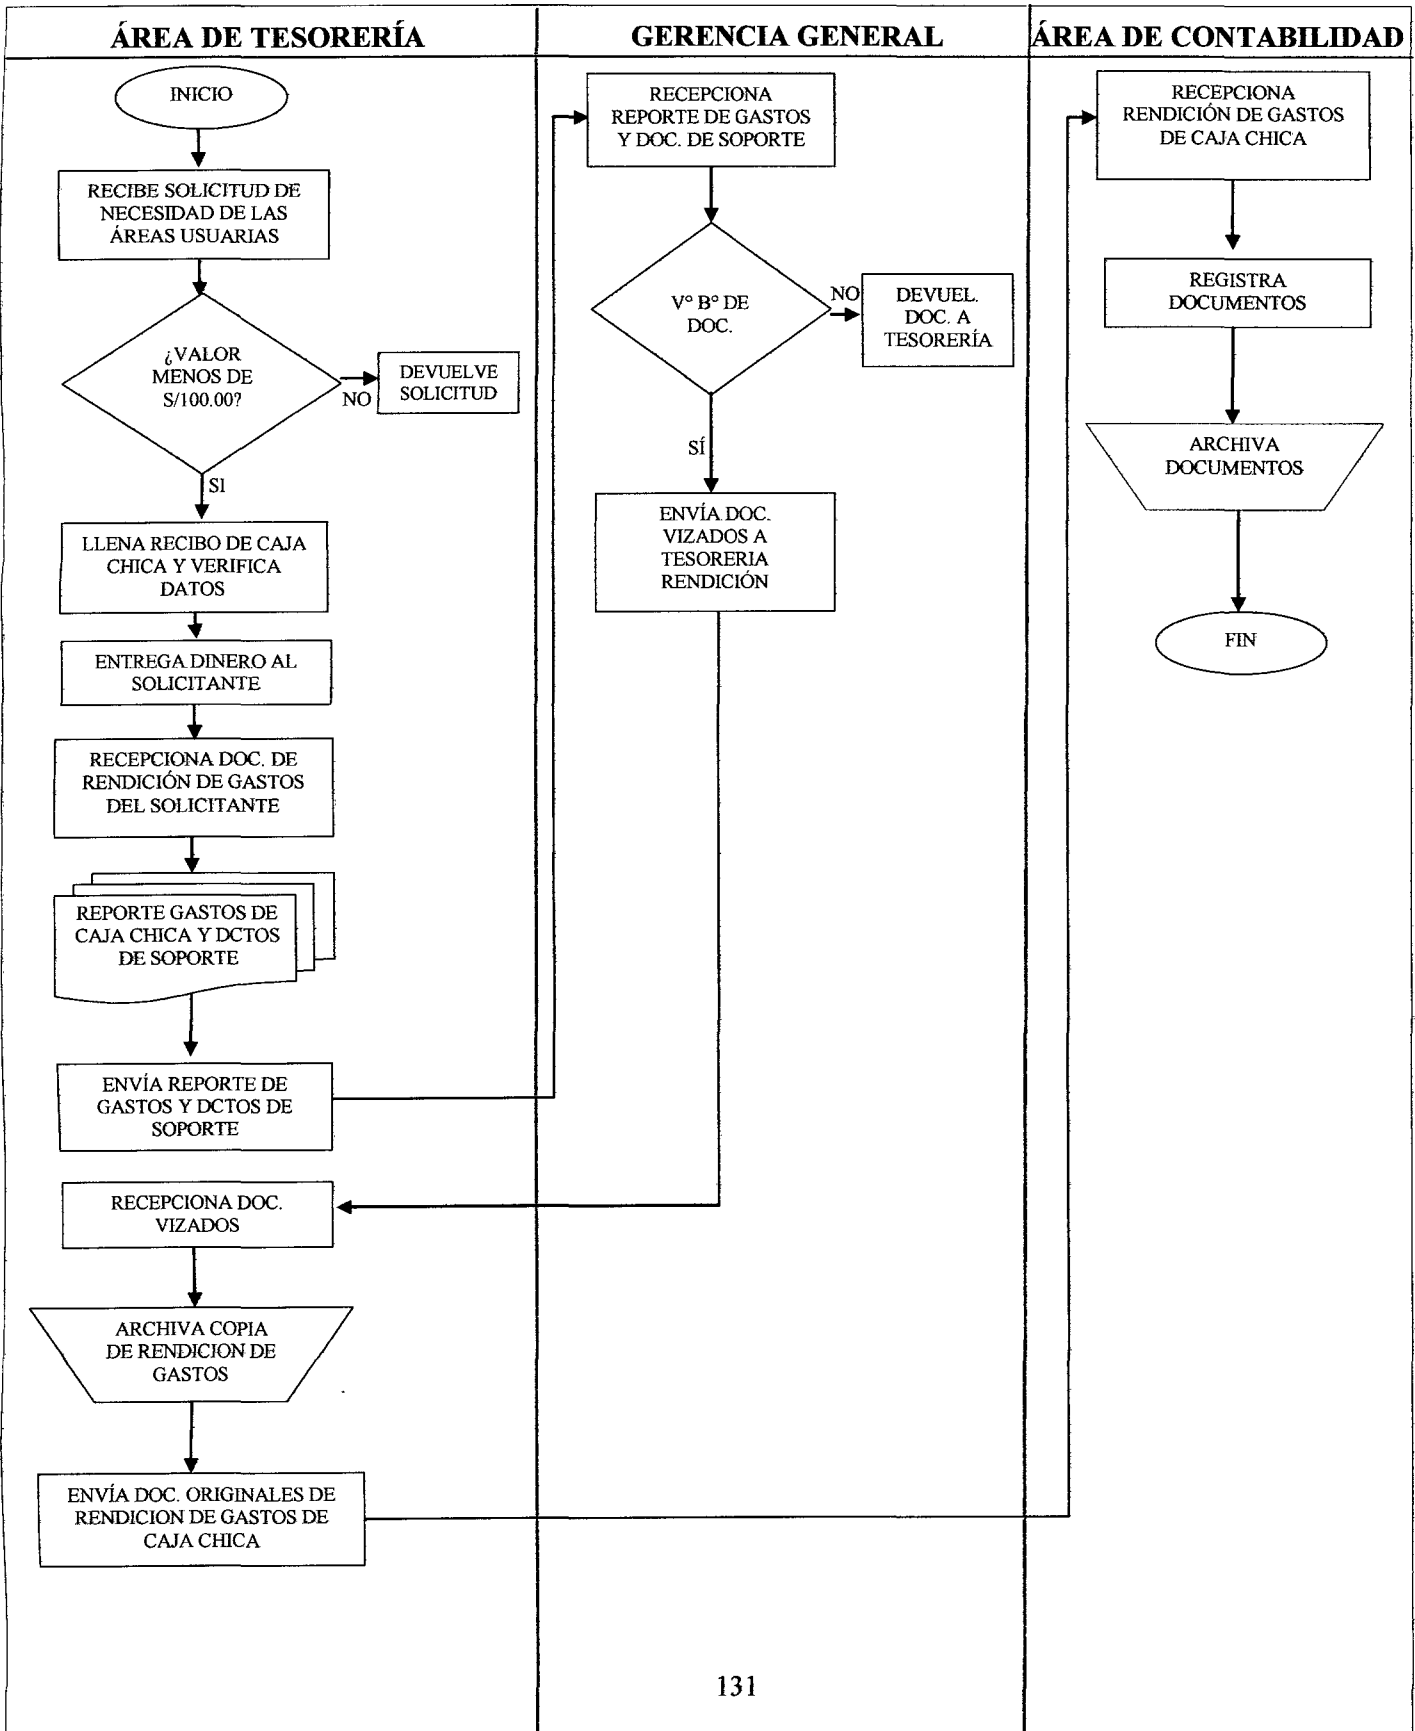 ÁREA DE TESORERÍA
GERENCIA GENERAL
ÁREA DE CONTABILIDAD
INICIO
RECIBE SOLICITUD DE
NECESIDAD DE LAS
ÁREAS USUARIAS
¿VALOR
MENOS DE
S/100.00?
NO
DEVUELVE
SOLICITUD
SI
LLENA RECIBO DE CAJA
CHICA Y VERIFICA
DATOS
ENTREGA DINERO AL
SOLICITANTE
RECEPCIONA DOC. DE
RENDICIÓN DE GASTOS
DEL SOLICITANTE
REPORTE GASTOS DE
CAJA CHICA Y DCTOS
DE SOPORTE
ENVÍA REPORTE DE
GASTOS Y DCTOS DE
SOPORTE
RECEPCIONA DOC.
VIZADOS
ARCHIVA COPIA
DE RENDICION DE
GASTOS
ENVÍA DOC. ORIGINALES DE
RENDICION DE GASTOS DE
CAJA CHICA
RECEPCIONA
REPORTE DE GASTOS
Y DOC. DE SOPORTE
V° B° DE
DOC.
NO
DEVUEL.
DOC. A
TESORERÍA
SÍ
ENVÍA DOC.
VIZADOS A
TESORERIA
RENDICIÓN
RECEPCIONA
RENDICIÓN DE GASTOS
DE CAJA CHICA
REGISTRA
DOCUMENTOS
ARCHIVA
DOCUMENTOS
FIN
131